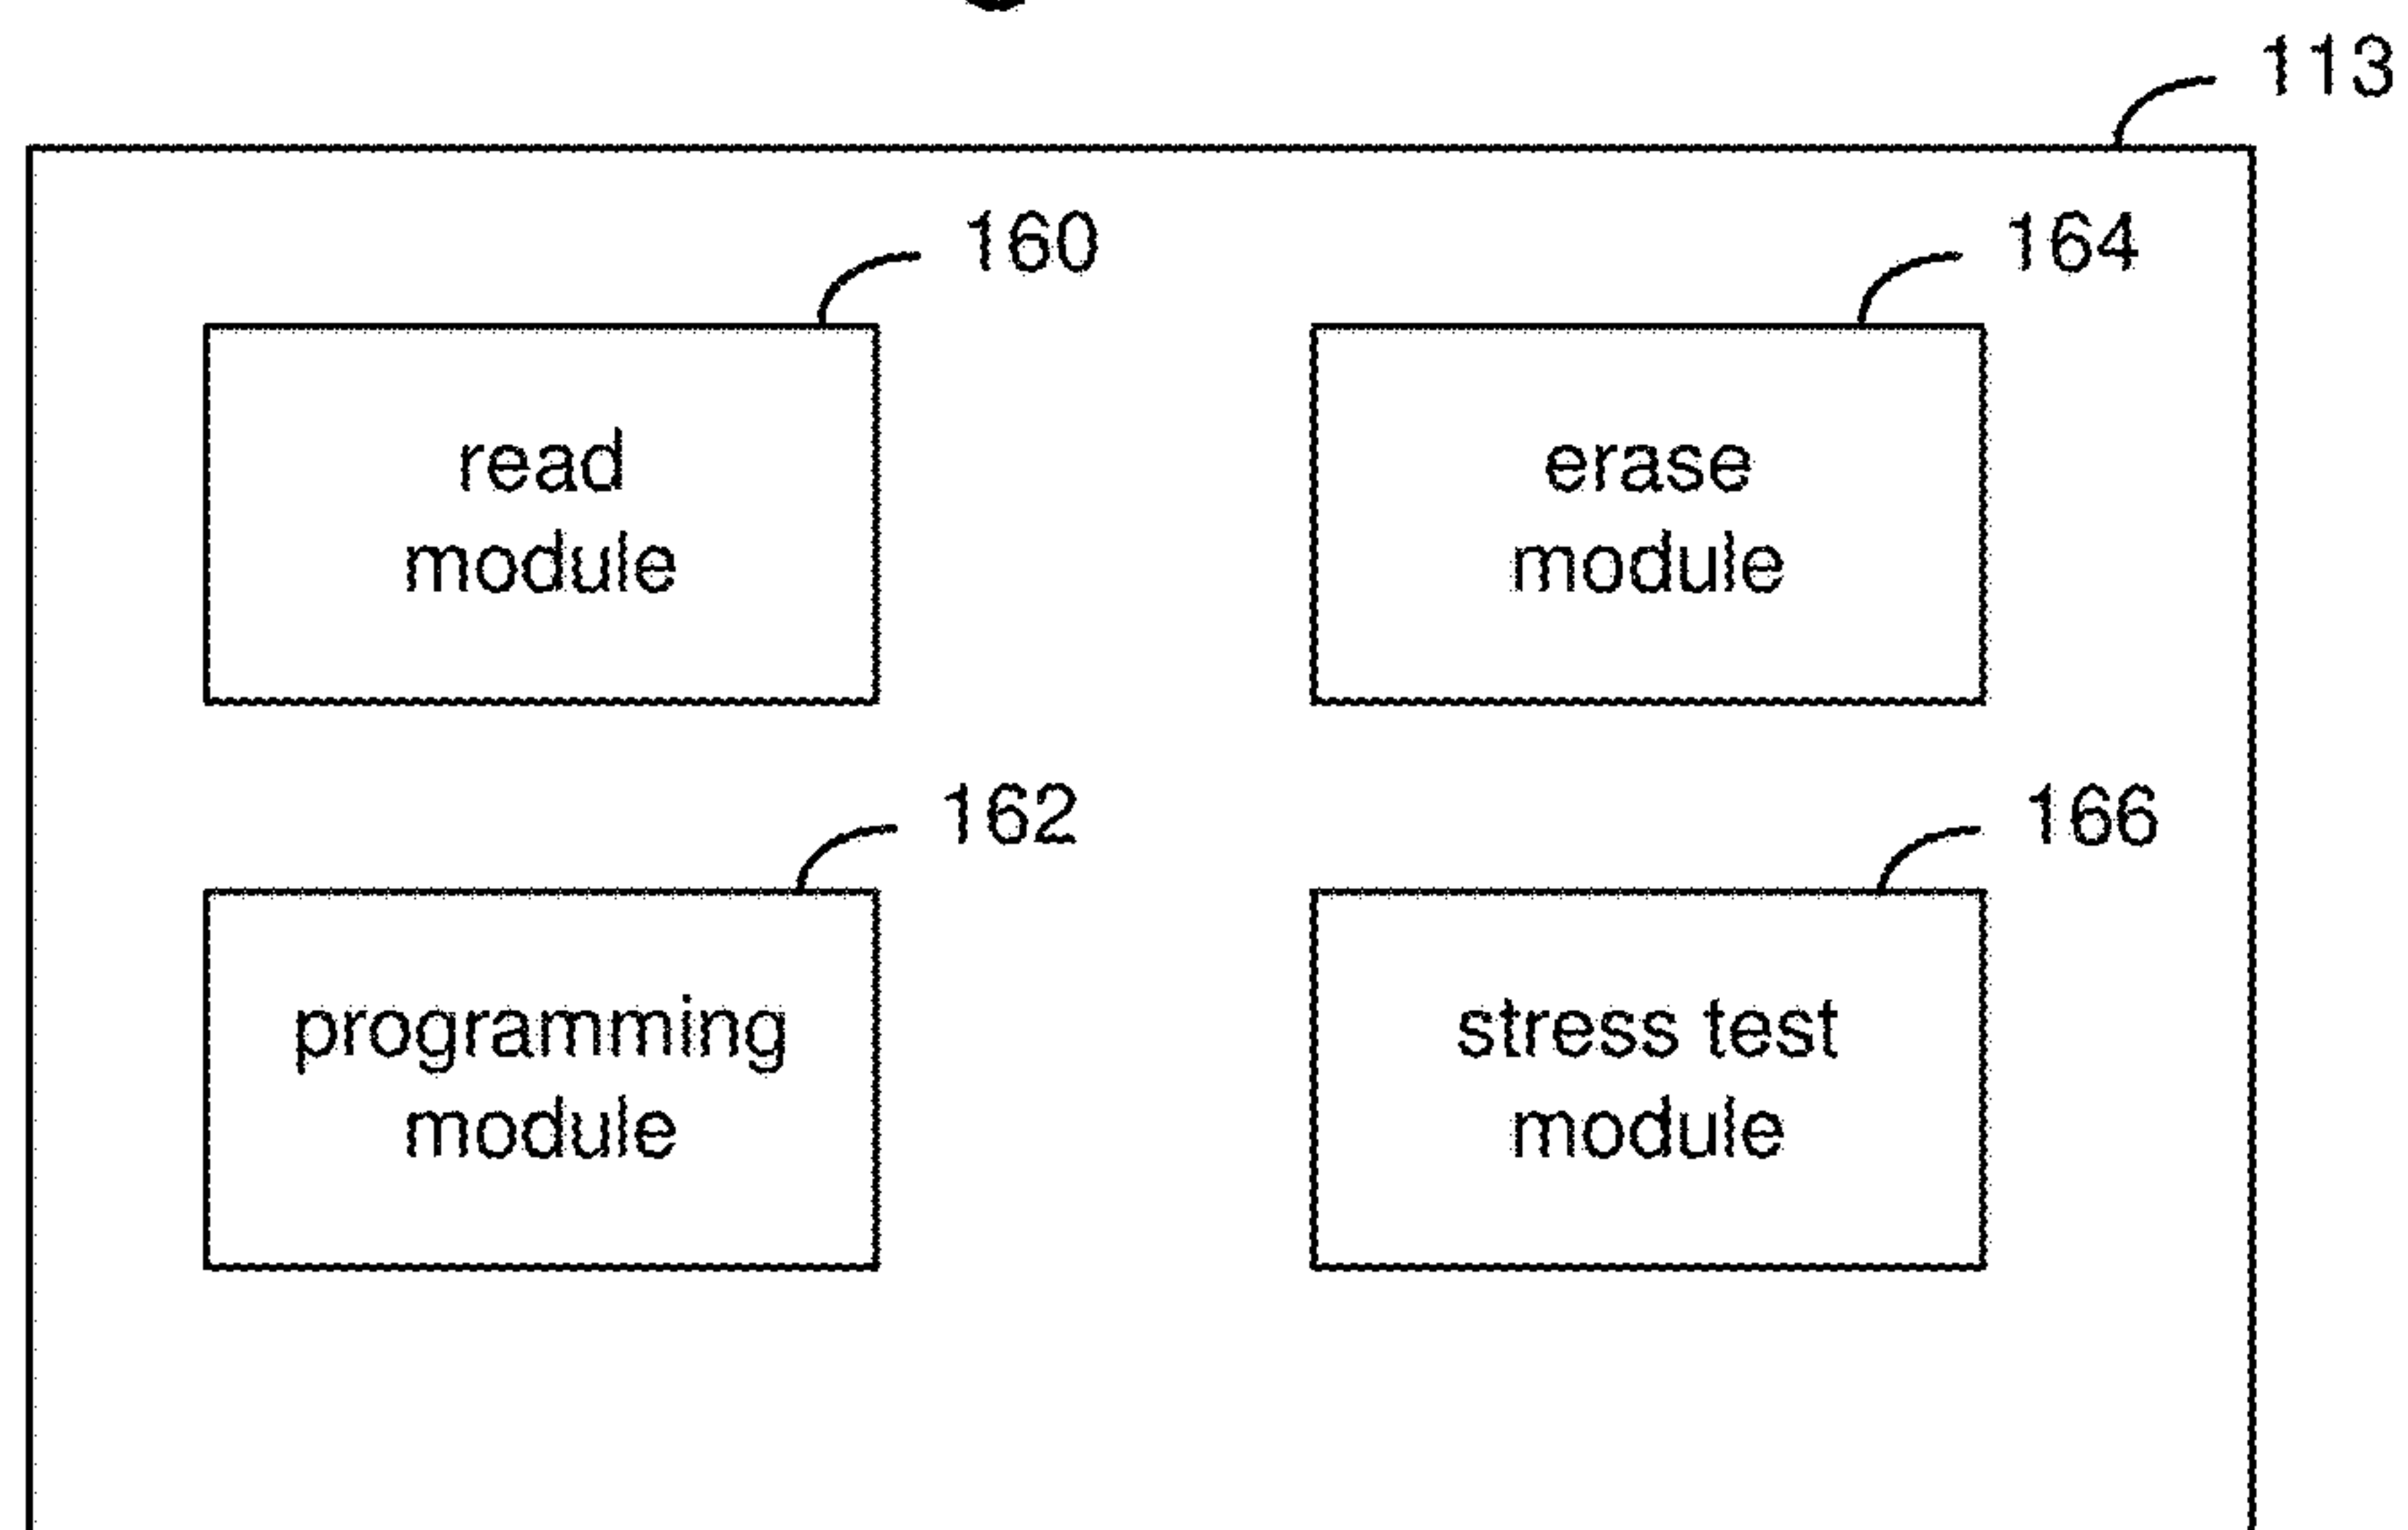 113
160
164
read
module
erase
module
162
166
programming
module
stress test
module